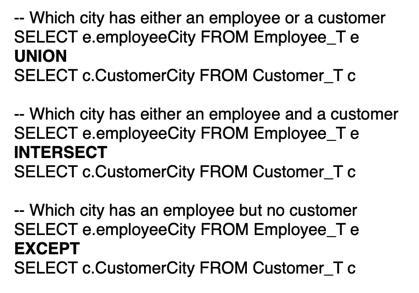 -- Which city has either an employee or a customer
SELECT e.employeeCity FROM Employee_T e
UNION
SELECT c.CustomerCity FROM Customer_T c
-- Which city has either an employee and a customer
SELECT e.employeeCity FROM Employee_T e
INTERSECT
SELECT c.CustomerCity FROM Customer_T c
-- Which city has an employee but no customer
SELECT e.employeeCity FROM Employee_T e
EXCEPT
SELECT c.CustomerCity FROM Customer_T c